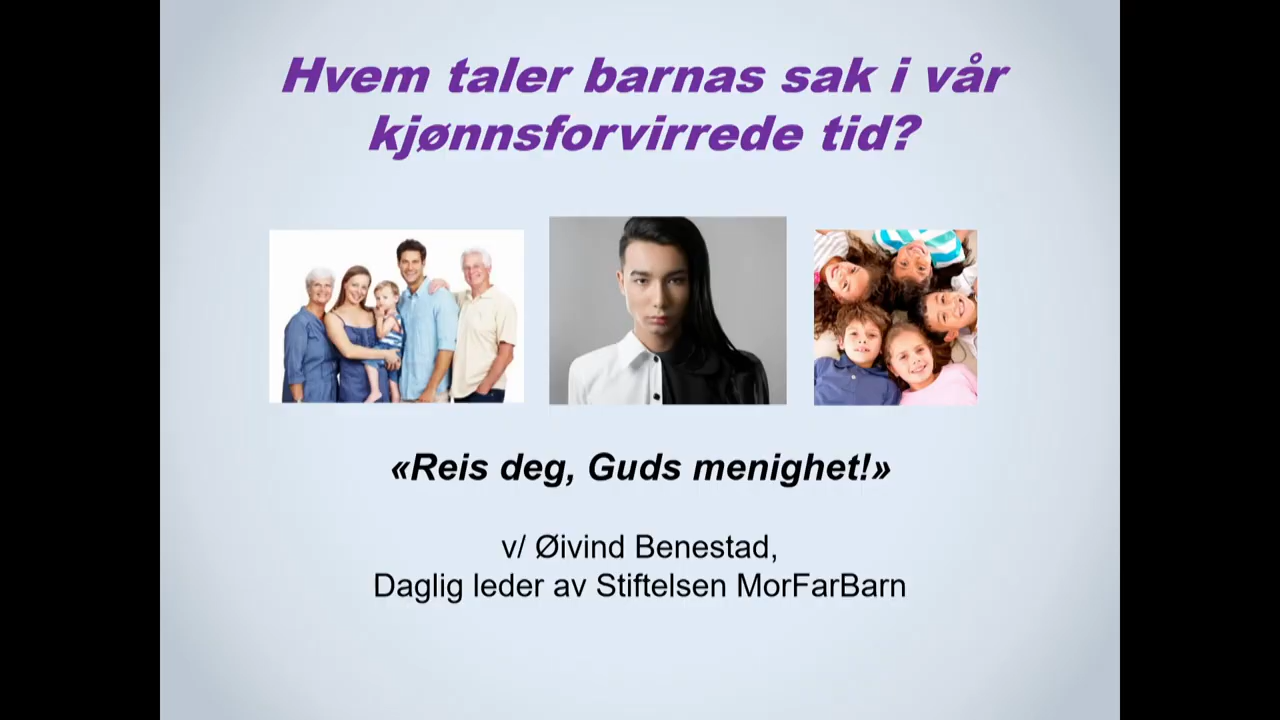 Hvem taler barnas sak i vår
kjønnsforvirrede tid?
«Reis deg, Guds menighet!»
v/ Øivind Benestad,
Daglig leder av Stiftelsen MorFarBarn